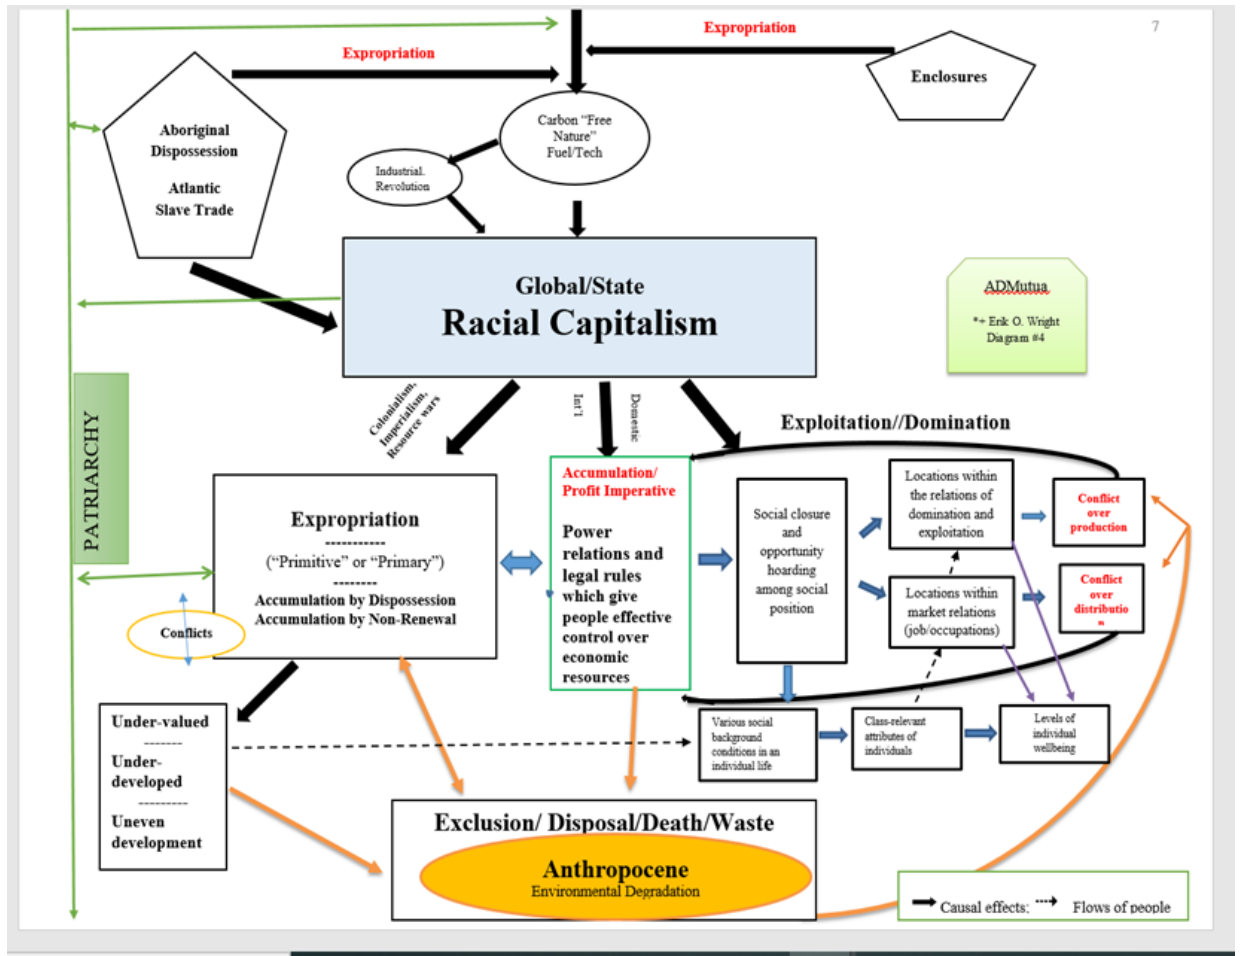 7
Expropriation
Expropriation
Enclosures
Aboriginal
Dispossession
Atlantic
Slave Trade
Carbon “Free
Nature”
Fuel/Tech
Industrial.
Revolution
Global/State
Racial Capitalism
ADMutua
*+ Erik O. Wright
Diagram #4
PATRIARCHY
Colonialism,
Imperialism,
Resource wars
Int'l
Domestic
Exploitation//Domination
Expropriation
-----------
(“Primitive” or “Primary”)
--------
Accumulation by Dispossession
Accumulation by Non-Renewal
Conflicts
Accumulation/
Profit Imperative
Power
relations and
legal rules
which give
people effective
control over
economic
resources
Social closure
and
opportunity
hoarding
among social
position
Locations within
the relations of
domination and
exploitation
Conflict
over
production
Locations within
market relations
(job/occupations)
Conflict
over
distributio
n
Under-valued
-------
Under-
developed
---------
Uneven
development
Various social
background
conditions in an
individual life
Class-relevant
attributes of
individuals
Levels of
individual
wellbeing
Exclusion/ Disposal/Death/Waste
Anthropocene
Environmental Degradation
Causal effects; Flows of people